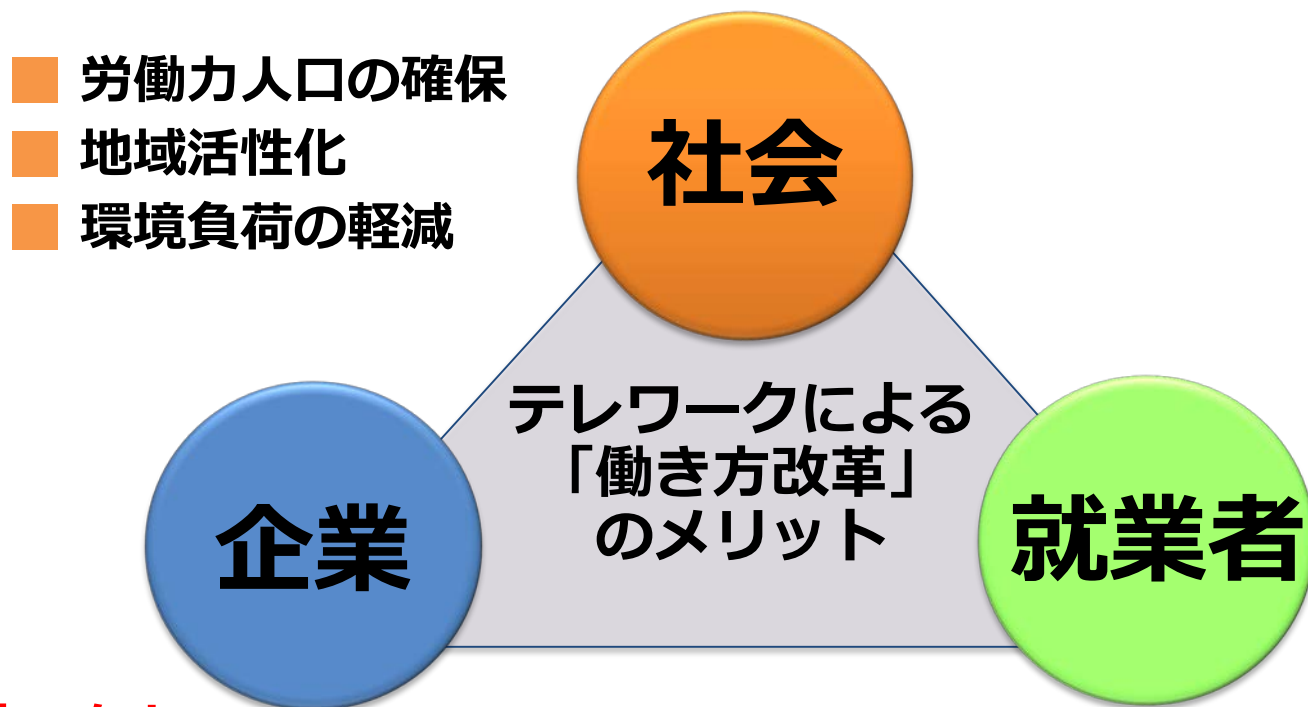 労働力人口の確保
地域活性化
環境負荷の軽減
社会
テレワークによる
「働き方改革」
のメリット
企業
就業者